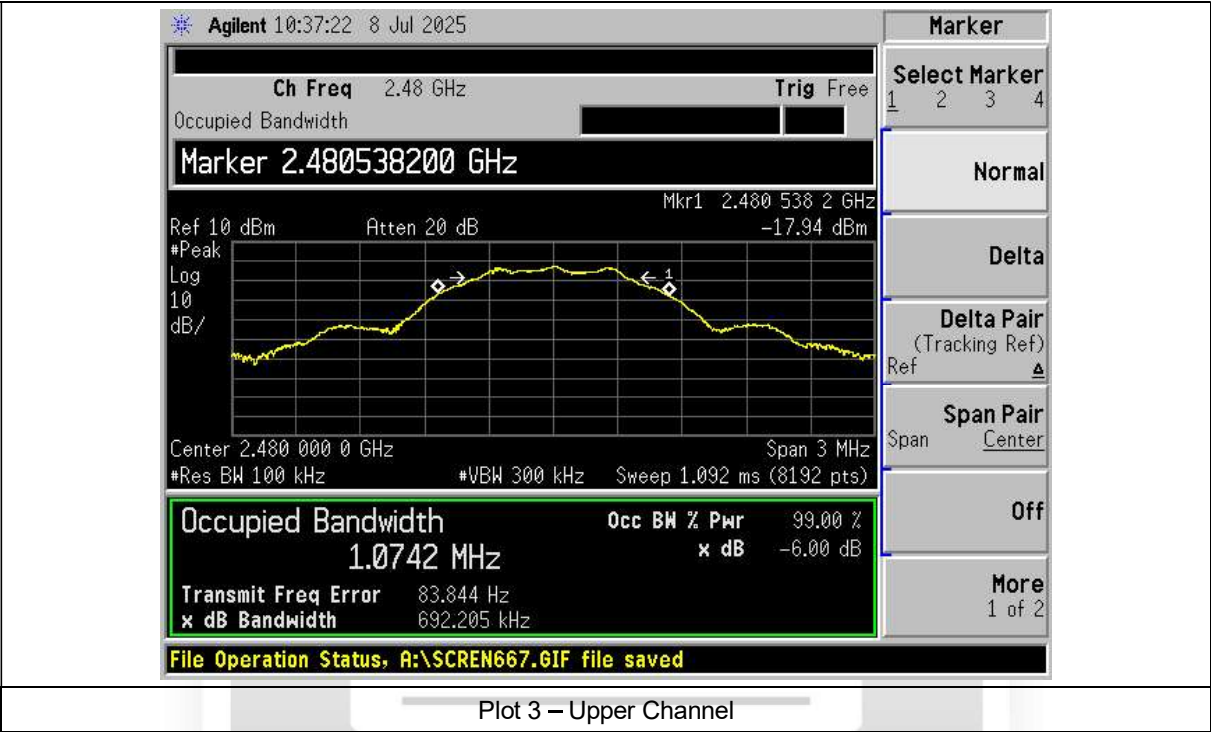 Agilent 10:37:22 8 Jul 2025
Marker
Ch Freq 2.48 GHz Trig Free
Occupied Bandwidth
Select Marker
1 2 3 4
Marker 2.480538200 GHz
Normal
Mkr1 2.480 538 2 GHz
Ref 10 dBm Atten 20 dB -17.94 dBm
#Peak
Log
10
dB/
1
Delta
Delta Pair
(Tracking Ref)
Ref Δ
Span Pair
Span Center
Center 2.480 000 0 GHz Span 3 MHz
#Res BW 100 kHz #VBW 300 kHz Sweep 1.092 ms (8192 pts)
Off
Occupied Bandwidth Occ BW % Pwr 99.00 %
1.0742 MHz x dB -6.00 dB
Transmit Freq Error 83.844 Hz
x dB Bandwidth 692.205 kHz
More
1 of 2
File Operation Status, A:\SCREN667.GIF file saved
Plot 3 – Upper Channel